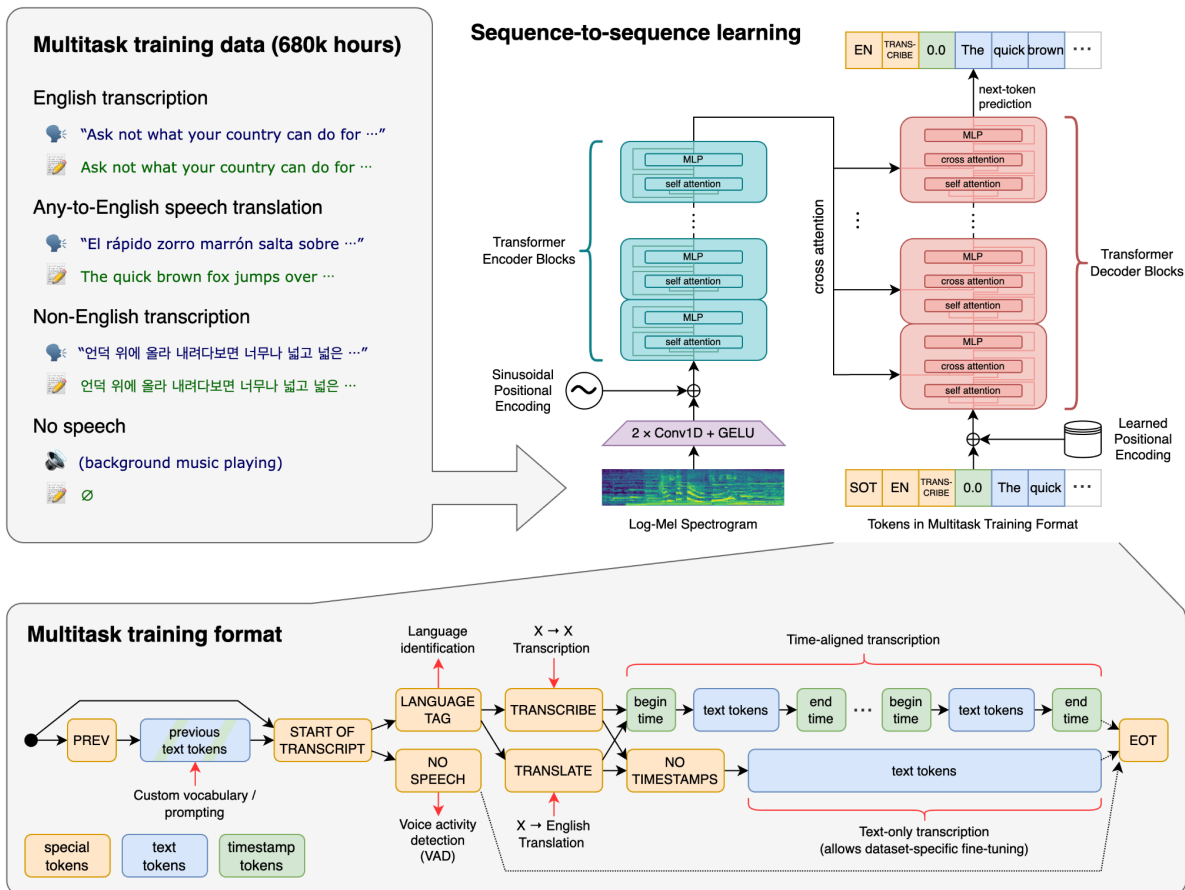 Multitask training data (680k hours)
English transcription
“Ask not what your country can do for ⋯”
Ask not what your country can do for ⋯
Any-to-English speech translation
“El rápido zorro marrón salta sobre ⋯”
The quick brown fox jumps over ⋯
Non-English transcription
“언덕 위에 올라 내려다보면 너무나 넓고 넓은 ⋯”
언덕 위에 올라 내려다보면 너무나 넓고 넓은 ⋯
No speech
(background music playing)
∅
Sequence-to-sequence learning
EN
TRANS-
CRIBE
0.0
The
quick
brown
⋯
next-token
prediction
MLP
self attention
⋮
MLP
self attention
MLP
self attention
Transformer
Encoder Blocks
cross attention
⋮
MLP
cross attention
self attention
⋮
MLP
cross attention
self attention
MLP
cross attention
self attention
Transformer
Decoder Blocks
Sinusoidal
Positional
Encoding
2 × Conv1D + GELU
Log-Mel Spectrogram
Learned
Positional
Encoding
SOT
EN
TRANS-
CRIBE
0.0
The
quick
⋯
Tokens in Multitask Training Format
Multitask training format
PREV
previous
text tokens
Custom vocabulary /
prompting
START OF
TRANSCRIPT
Language
identification
LANGUAGE
TAG
NO
SPEECH
Voice activity
detection
(VAD)
X → X
Transcription
TRANSCRIBE
TRANSLATE
X → English
Translation
Time-aligned transcription
begin
time
text tokens
end
time
⋯
begin
time
text tokens
end
time
NO
TIMESTAMPS
text tokens
Text-only transcription
(allows dataset-specific fine-tuning)
EOT
special
tokens
text
tokens
timestamp
tokens